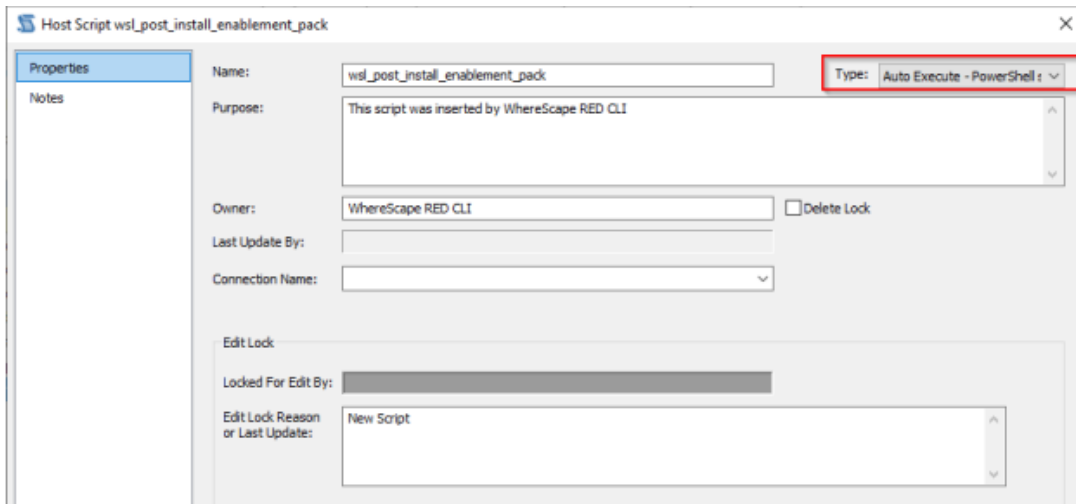 Host Script wsl_post_install_enablement_pack
Properties
Notes
Name: wsl_post_install_enablement_pack Type: Auto Execute - PowerShell
Purpose: This script was inserted by WhereScape RED CLI
Owner: WhereScape RED CLI Delete Lock
Last Update By:
Connection Name:
Edit Lock
Locked For Edit By:
Edit Lock Reason
or Last Update:
New Script